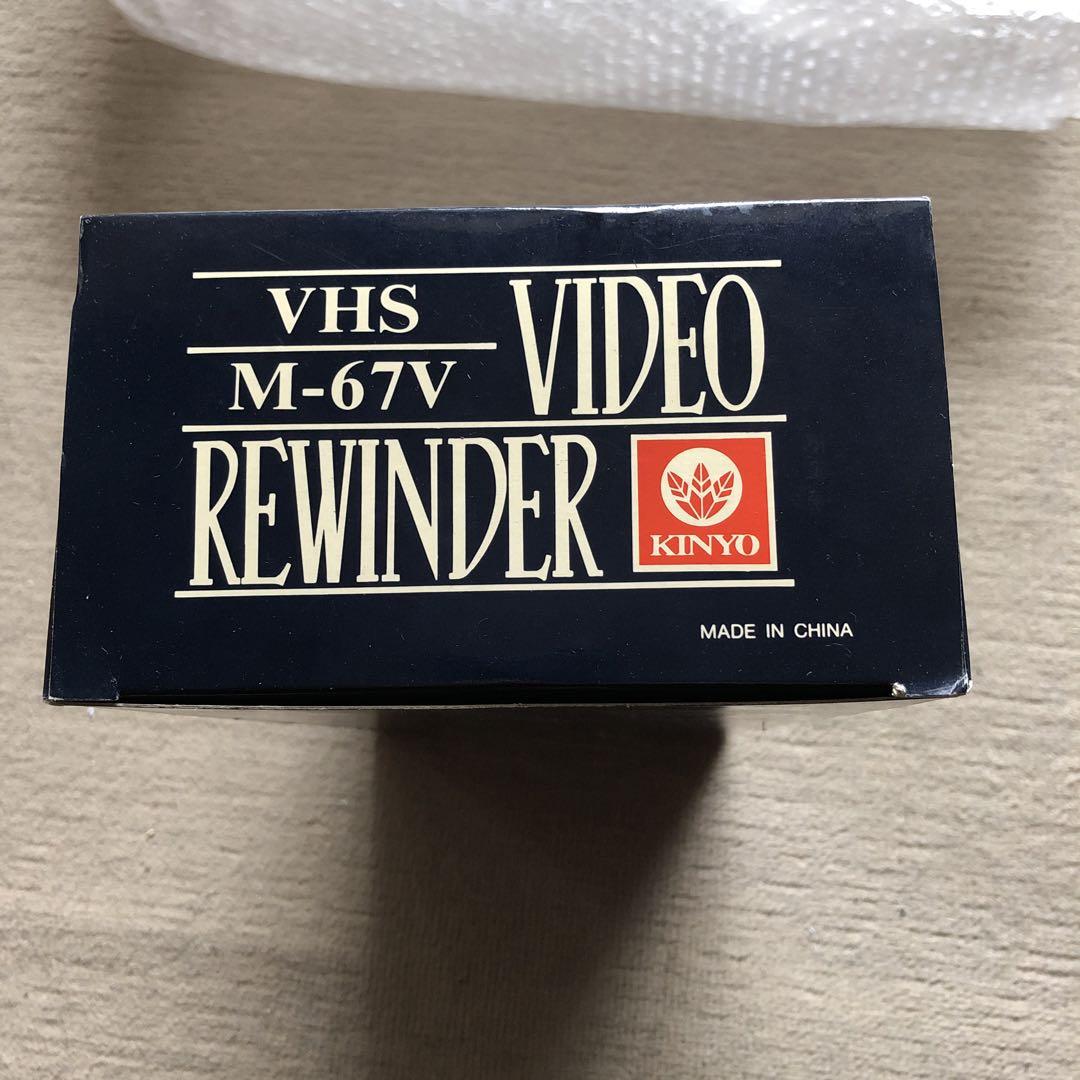 VHS
M-67V
VIDEO
REWINDER
KINYO
MADE IN CHINA